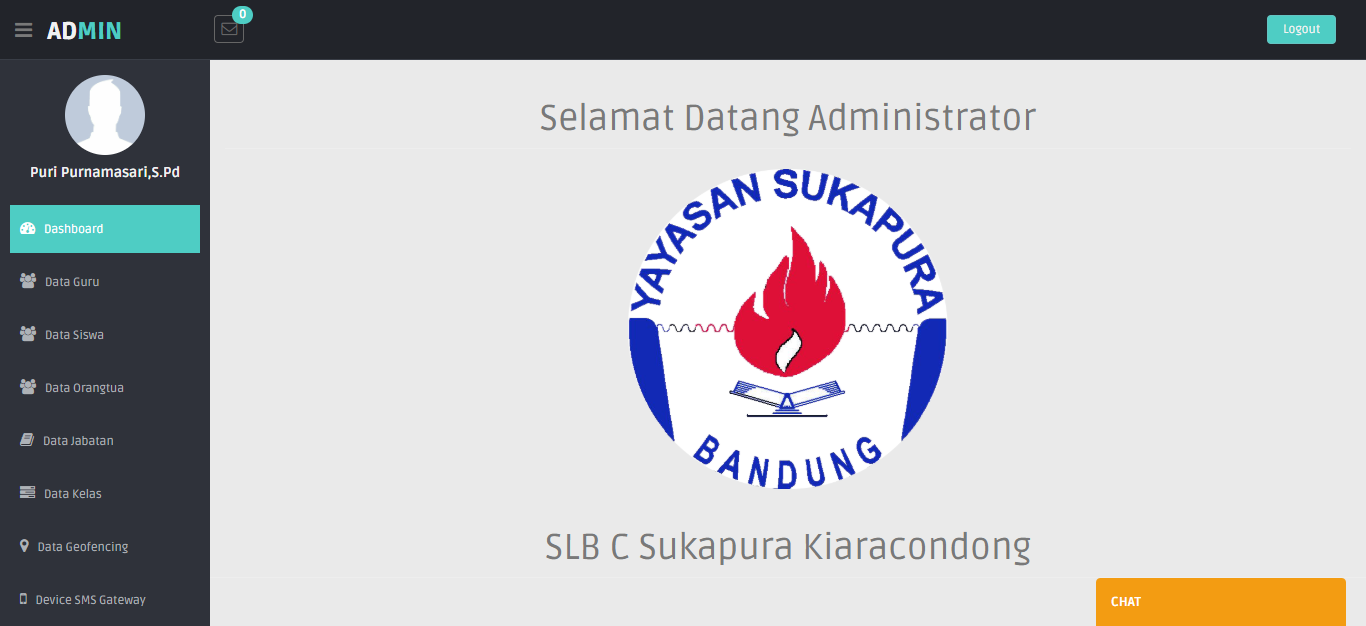 ADMIN
0
Logout
Puri Purnamasari,S.Pd
Dashboard
Data Guru
Data Siswa
Data Orangtua
Data Jabatan
Data Kelas
Data Geofencing
Device SMS Gateway
Selamat Datang Administrator
YAYASAN SUKAPURA
BANDUNG
SLB C Sukapura Kiaracondong
CHAT